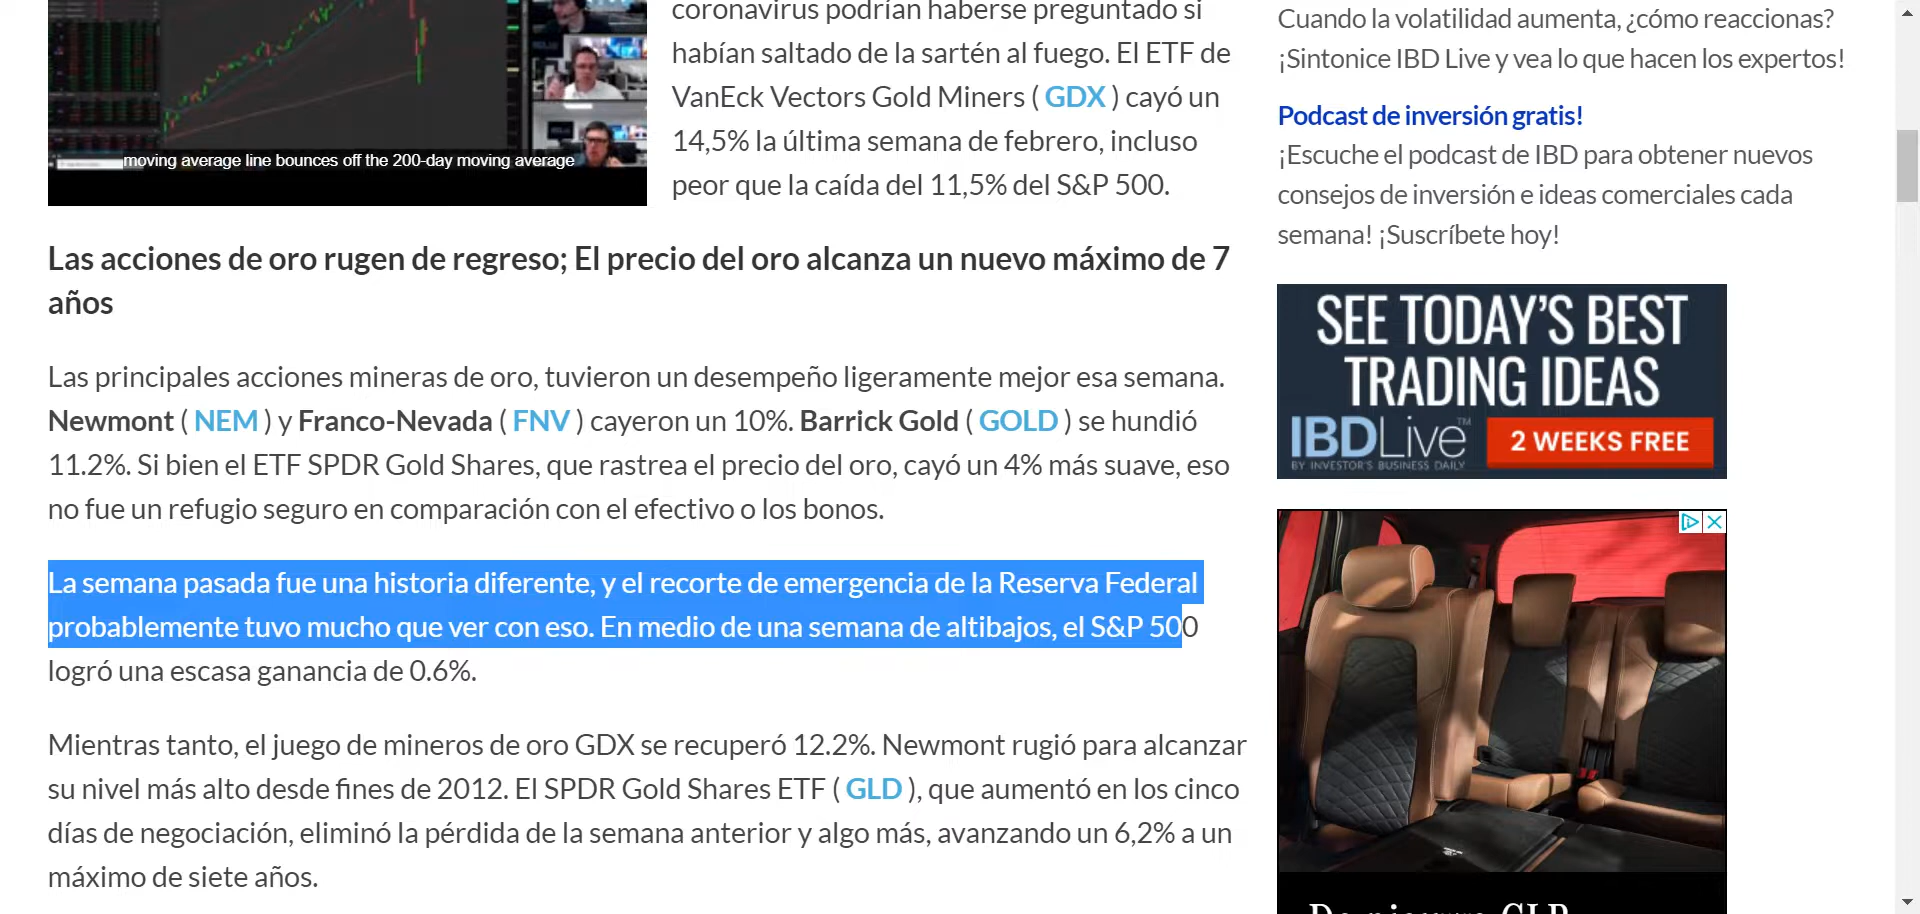 coronavirus podrían haberse preguntado si
habían saltado de la sartén al fuego. El ETF de
VanEck Vectors Gold Miners ( GDX ) cayó un
14,5% la última semana de febrero, incluso
peor que la caída del 11,5% del S&P 500.
moving average line bounces off the 200-day moving average
Las acciones de oro rugen de regreso; El precio del oro alcanza un nuevo máximo de 7
años
Las principales acciones mineras de oro, tuvieron un desempeño ligeramente mejor esa semana.
Newmont ( NEM ) y Franco-Nevada ( FNV ) cayeron un 10%. Barrick Gold ( GOLD ) se hundió
11.2%. Si bien el ETF SPDR Gold Shares, que rastrea el precio del oro, cayó un 4% más suave, eso
no fue un refugio seguro en comparación con el efectivo o los bonos.
La semana pasada fue una historia diferente, y el recorte de emergencia de la Reserva Federal
probablemente tuvo mucho que ver con eso. En medio de una semana de altibajos, el S&P 500
logró una escasa ganancia de 0.6%.
Mientras tanto, el juego de mineros de oro GDX se recuperó 12.2%. Newmont rugió para alcanzar
su nivel más alto desde fines de 2012. El SPDR Gold Shares ETF ( GLD ), que aumentó en los cinco
días de negociación, eliminó la pérdida de la semana anterior y algo más, avanzando un 6,2% a un
máximo de siete años.
Cuando la volatilidad aumenta, ¿cómo reaccionas?
¡Sintonice IBD Live y vea lo que hacen los expertos!
Podcast de inversión gratis!
¡Escuche el podcast de IBD para obtener nuevos
consejos de inversión e ideas comerciales cada
semana! ¡Suscríbete hoy!
SEE TODAY'S BEST
TRADING IDEAS
IBDLive™
BY INVESTOR'S BUSINESS DAILY
2 WEEKS FREE